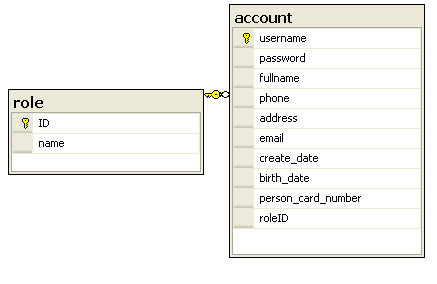 role
ID
name
account
username
password
fullname
phone
address
email
create_date
birth_date
person_card_number
roleID